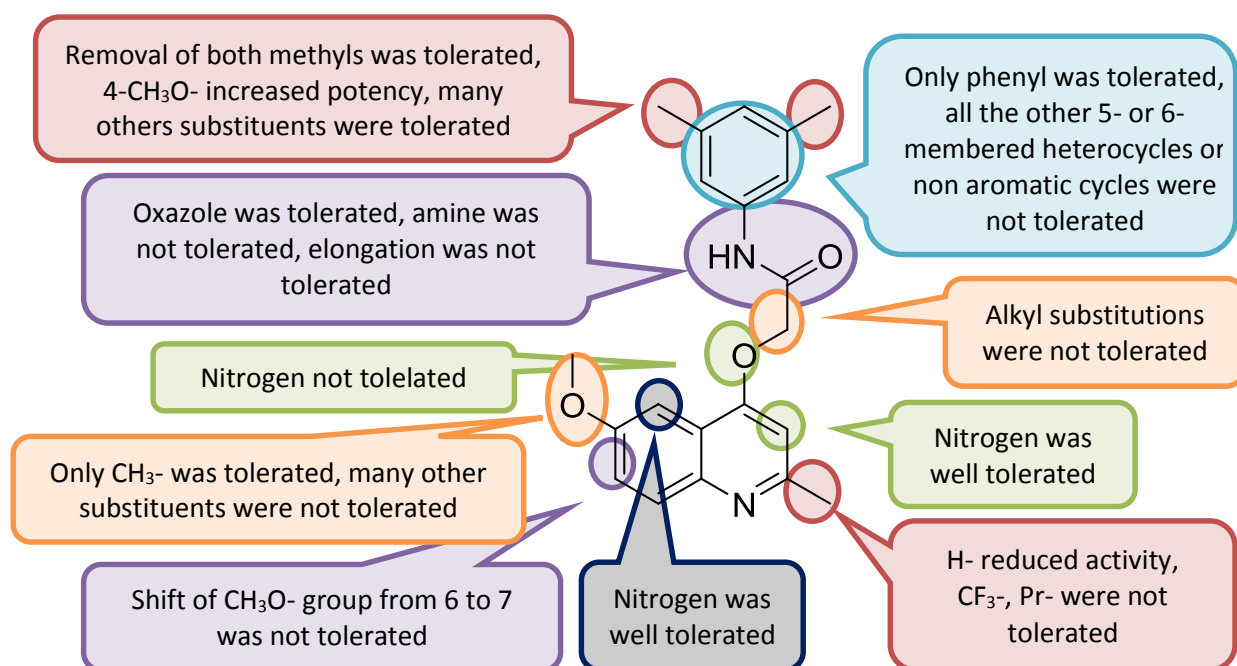 Removal of both methyls was tolerated,
4-CH₃O- increased potency, many
others substituents were tolerated
Only phenyl was tolerated,
all the other 5- or 6-
membered heterocycles or
non aromatic cycles were
not tolerated
Oxazole was tolerated, amine was
not tolerated, elongation was not
tolerated
HN
O
Alkyl substitutions
were not tolerated
O
Nitrogen not tolelated
O
Nitrogen was
well tolerated
Only CH₃- was tolerated, many other
substituents were not tolerated
N
H- reduced activity,
CF₃-, Pr- were not
tolerated
Shift of CH₃O- group from 6 to 7
was not tolerated
Nitrogen was
well tolerated